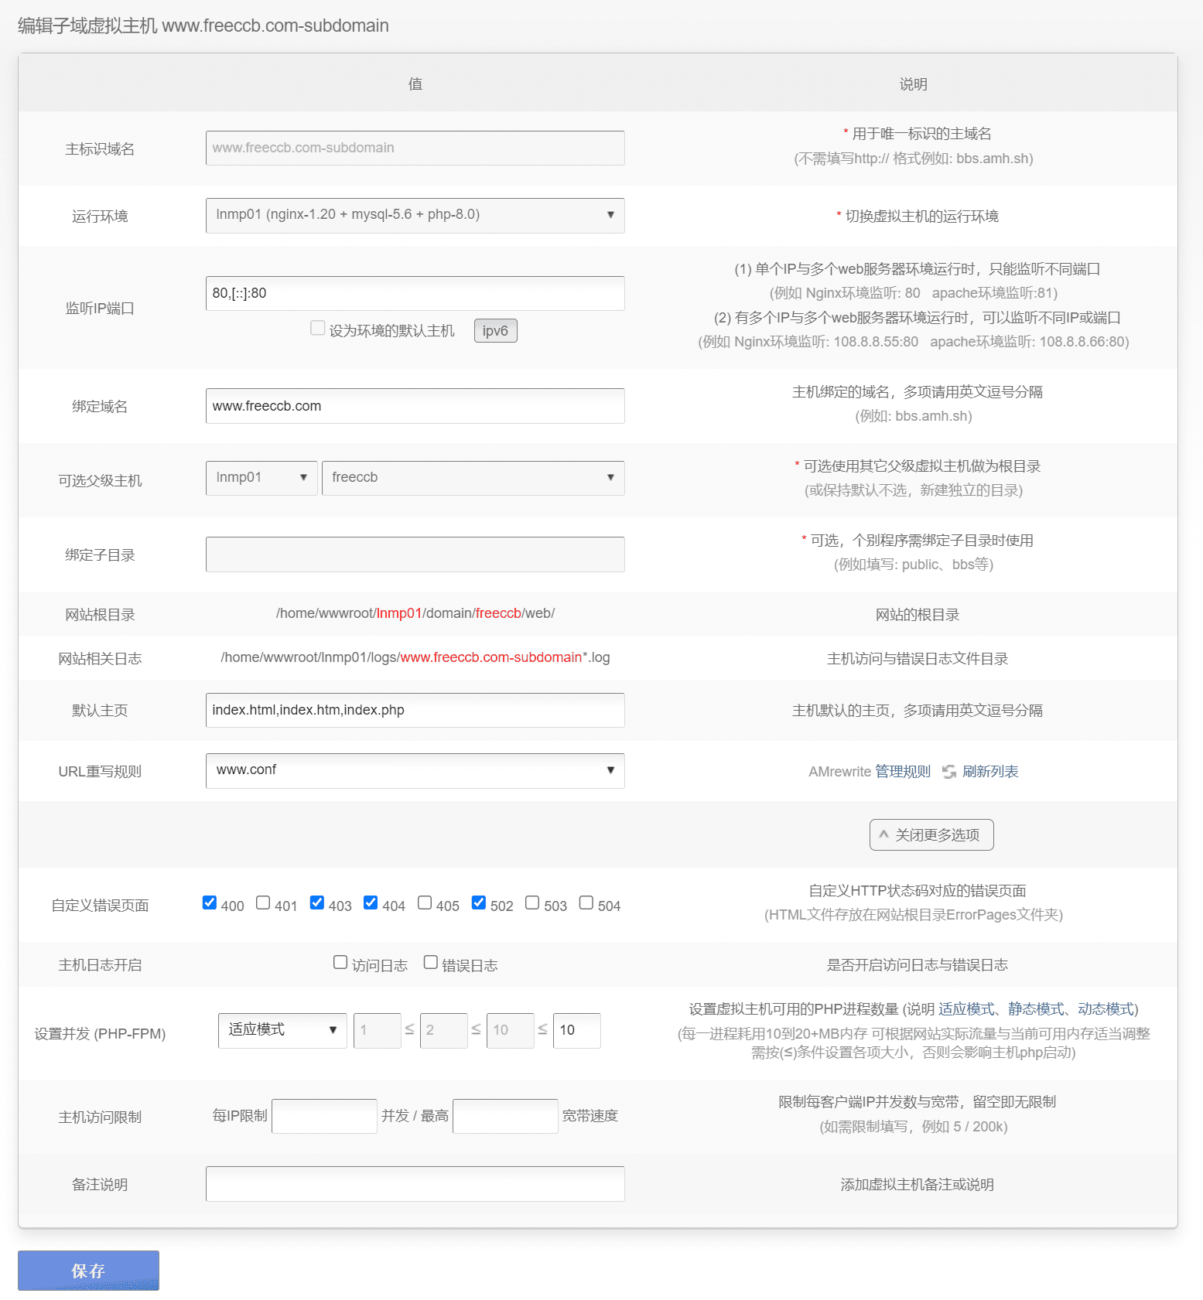 编辑子域虚拟主机 www.freeccb.com-subdomain
值 说明
主标识域名 www.freeccb.com-subdomain * 用于唯一标识的主域名
(不需填写http:// 格式例如: bbs.amh.sh)
运行环境 lnmp01 (nginx-1.20 + mysql-5.6 + php-8.0) ▼ * 切换虚拟主机的运行环境
监听IP端口 80,[::]:80
设为环境的默认主机 ipv6
(1) 单个IP与多个web服务器环境运行时，只能监听不同端口
(例如 Nginx环境监听: 80 apache环境监听:81)
(2) 有多个IP与多个web服务器环境运行时，可以监听不同IP或端口
(例如 Nginx环境监听: 108.8.8.55:80 apache环境监听: 108.8.8.66:80)
绑定域名 www.freeccb.com 主机绑定的域名，多项请用英文逗号分隔
(例如: bbs.amh.sh)
可选父级主机 lnmp01 ▼ freeccb ▼ * 可选使用其它父级虚拟主机做为根目录
(或保持默认不选，新建独立的目录)
绑定子目录 * 可选，个别程序需绑定子目录时使用
(例如填写: public、bbs等)
网站根目录 /home/wwwroot/lnmp01/domain/freeccb/web/ 网站的根目录
网站相关日志 /home/wwwroot/lnmp01/logs/www.freeccb.com-subdomain*.log 主机访问与错误日志文件目录
默认主页 index.html,index.htm,index.php 主机默认的主页，多项请用英文逗号分隔
URL重写规则 www.conf ▼ AMrewrite 管理规则 刷新列表
^ 关闭更多选项
自定义错误页面 400 401 403 404 405 502 503 504 自定义HTTP状态码对应的错误页面
(HTML文件存放在网站根目录ErrorPages文件夹)
主机日志开启 访问日志 错误日志 是否开启访问日志与错误日志
设置并发 (PHP-FPM) 适应模式 ▼ 1 ≤ 2 ≤ 10 ≤ 10 设置虚拟主机可用的PHP进程数量 (说明 适应模式、静态模式、动态模式)
(每一进程耗用10到20+MB内存 可根据网站实际流量与当前可用内存适当调整
需按(≤)条件设置各项大小，否则会影响主机php启动)
主机访问限制 每IP限制 并发 / 最高 宽带速度 限制每客户端IP并发数与宽带，留空即无限制
(如需限制填写，例如 5 / 200k)
备注说明 添加虚拟主机备注或说明
保存